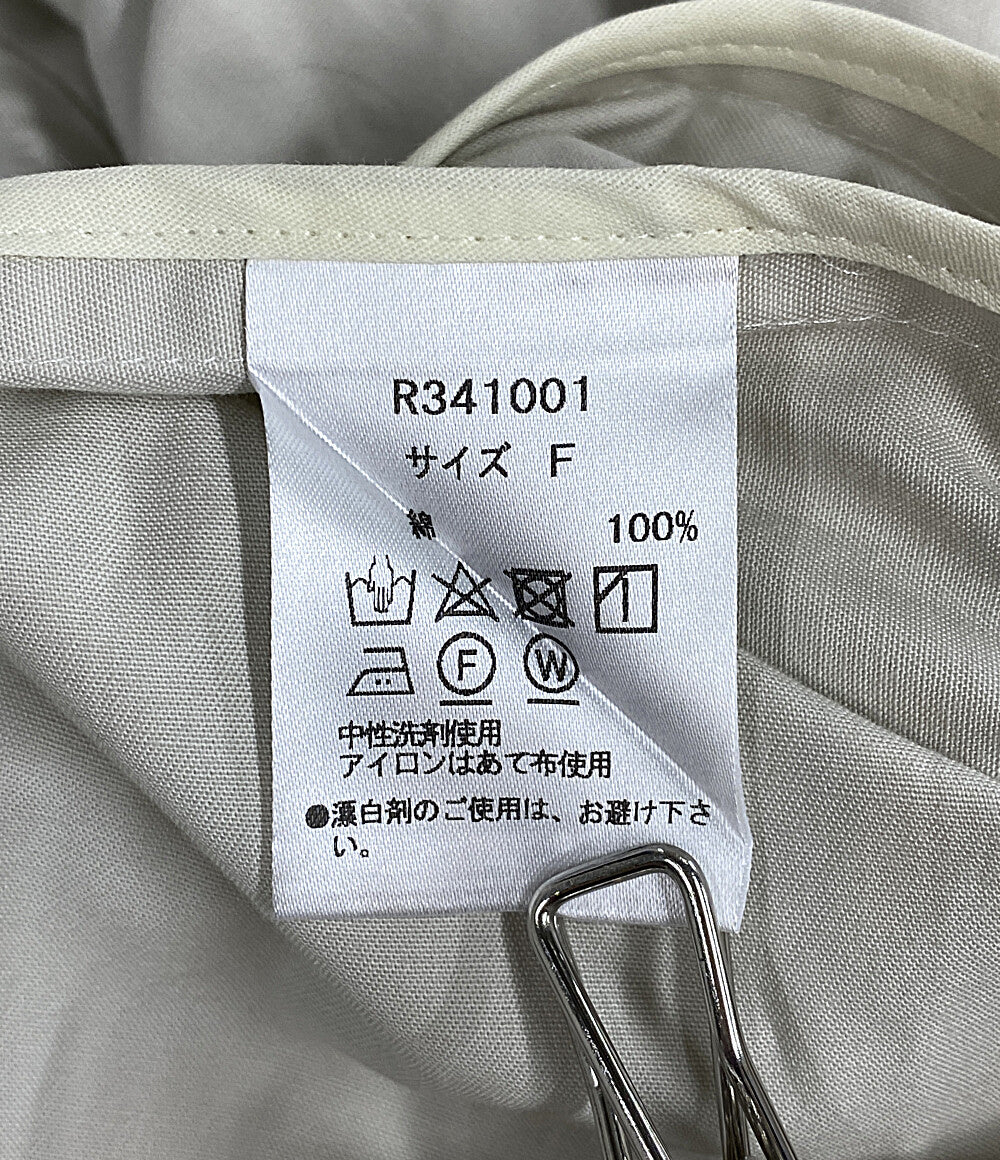 R341001
サイズ F
綿 100%
F W
中性洗剤使用
アイロンはあて布使用
●漂白剤のご使用は、お避け下さ
い。